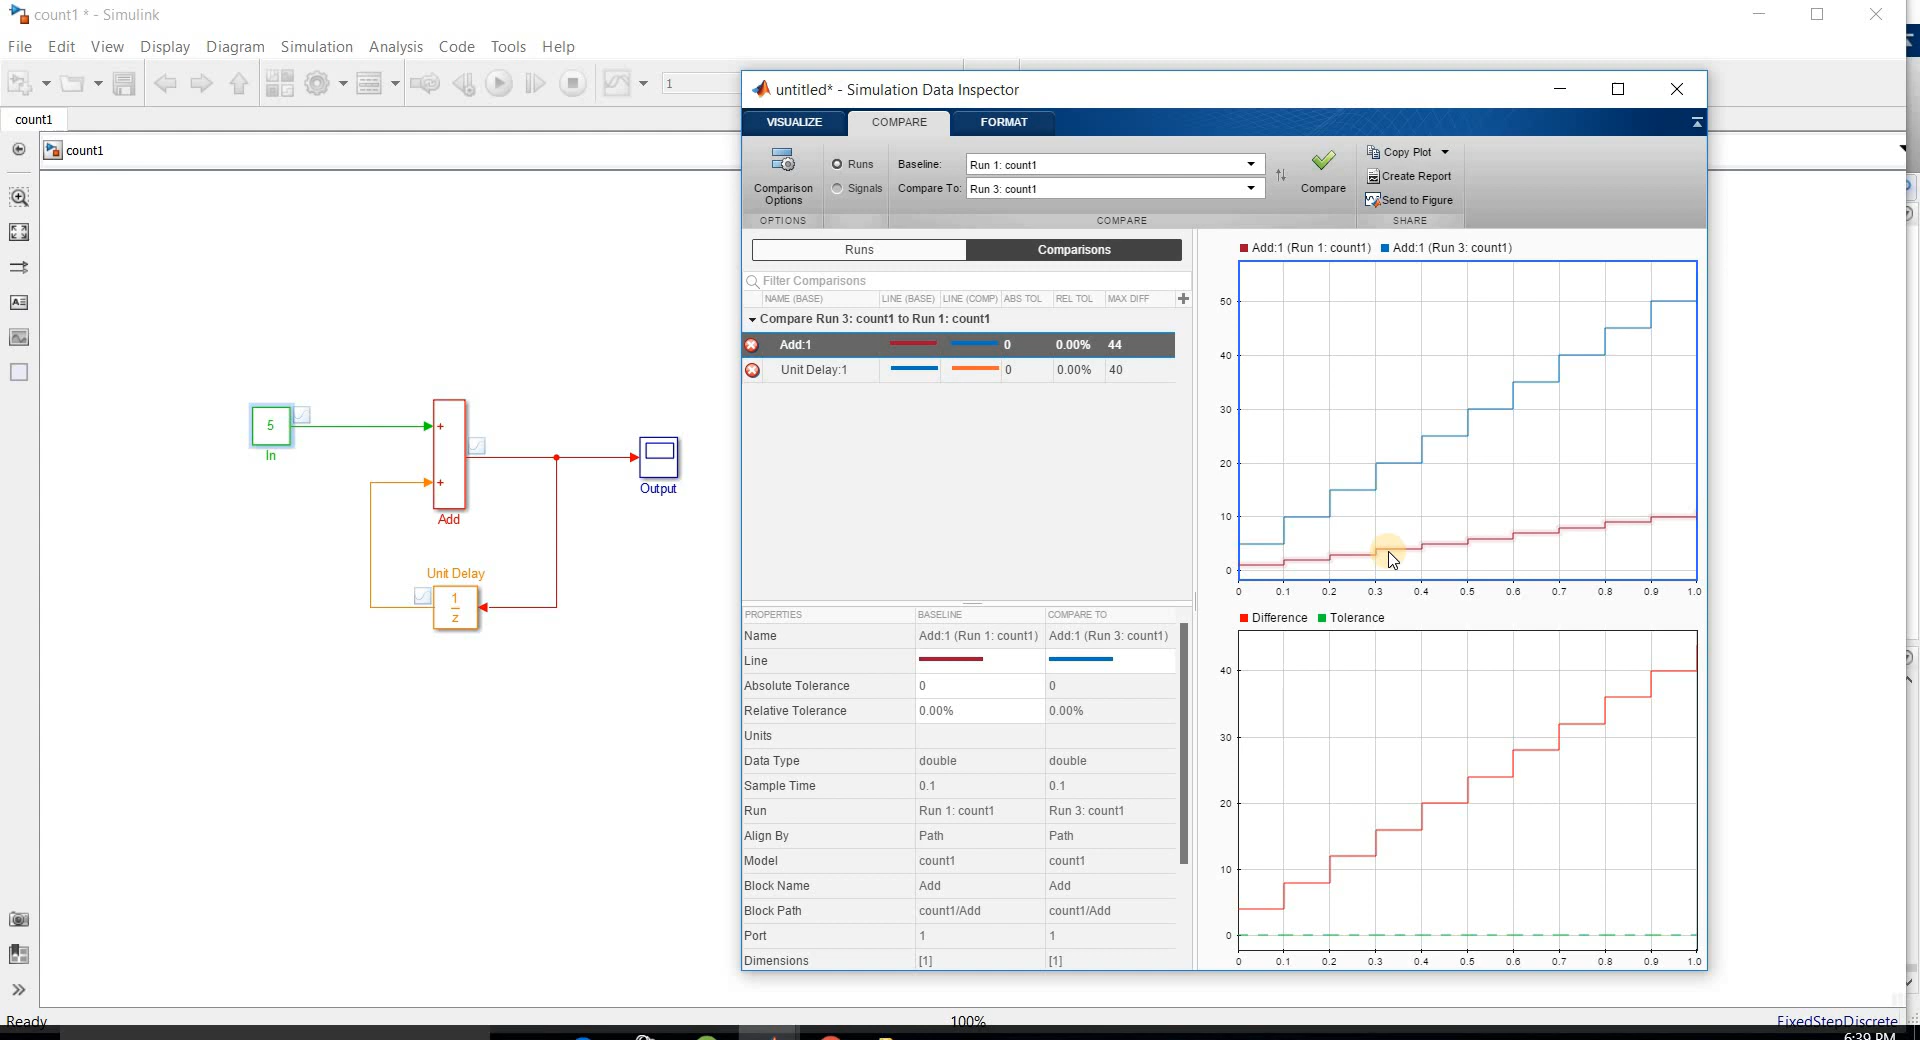 count1 * - Simulink
File Edit View Display Diagram Simulation Analysis Code Tools Help
1
count1
count1
5
In
+
+
Add
Output
Unit Delay
1
z
Ready
100%
FixedStepDiscrete
6:39 PM
untitled* - Simulation Data Inspector
VISUALIZE COMPARE FORMAT
Comparison Options
OPTIONS
Runs
Signals
Baseline: Run 1: count1
Compare To: Run 3: count1
Compare
COMPARE
Copy Plot
Create Report
Send to Figure
SHARE
Runs Comparisons
Filter Comparisons
NAME (BASE) LINE (BASE) LINE (COMP) ABS TOL REL TOL MAX DIFF
Compare Run 3: count1 to Run 1: count1
Add:1 0 0.00% 44
Unit Delay:1 0 0.00% 40
PROPERTIES BASELINE COMPARE TO
Name Add:1 (Run 1: count1) Add:1 (Run 3: count1)
Line
Absolute Tolerance 0 0
Relative Tolerance 0.00% 0.00%
Units
Data Type double double
Sample Time 0.1 0.1
Run Run 1: count1 Run 3: count1
Align By Path Path
Model count1 count1
Block Name Add Add
Block Path count1/Add count1/Add
Port 1 1
Dimensions [1] [1]
Add:1 (Run 1: count1) Add:1 (Run 3: count1)
50
40
30
20
10
0
0 0.1 0.2 0.3 0.4 0.5 0.6 0.7 0.8 0.9 1.0
Difference Tolerance
40
30
20
10
0
0 0.1 0.2 0.3 0.4 0.5 0.6 0.7 0.8 0.9 1.0